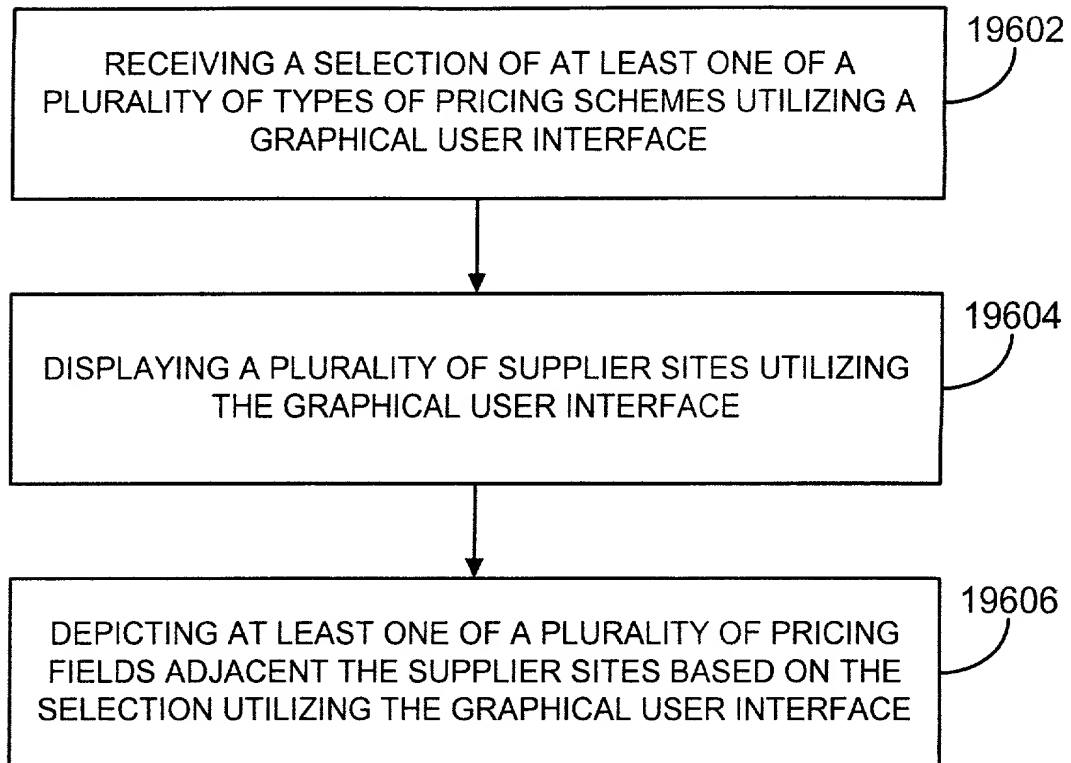 19602
RECEIVING A SELECTION OF AT LEAST ONE OF A
PLURALITY OF TYPES OF PRICING SCHEMES UTILIZING A
GRAPHICAL USER INTERFACE
19604
DISPLAYING A PLURALITY OF SUPPLIER SITES UTILIZING
THE GRAPHICAL USER INTERFACE
19606
DEPICTING AT LEAST ONE OF A PLURALITY OF PRICING
FIELDS ADJACENT THE SUPPLIER SITES BASED ON THE
SELECTION UTILIZING THE GRAPHICAL USER INTERFACE